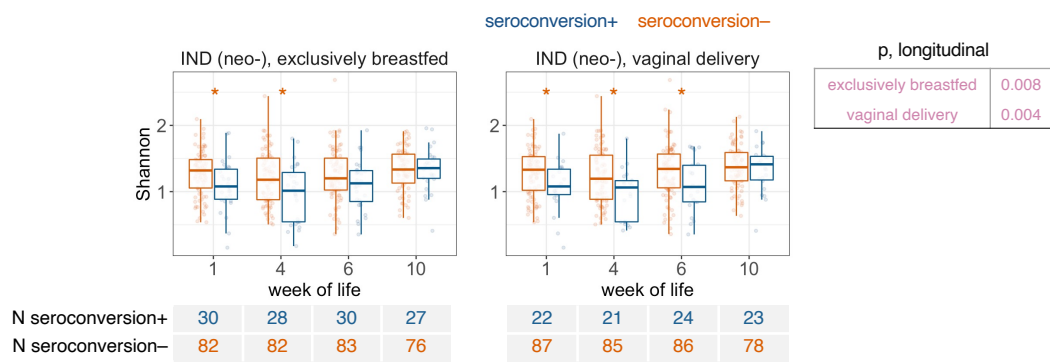 seroconversion+ seroconversion–
IND (neo-), exclusively breastfed
IND (neo-), vaginal delivery
p, longitudinal
exclusively breastfed 0.008
vaginal delivery 0.004
Shannon
2
1
* *
1 4 6 10
week of life
2
1
* * *
1 4 6 10
week of life
N seroconversion+ 30 28 30 27 22 21 24 23
N seroconversion– 82 82 83 76 87 85 86 78